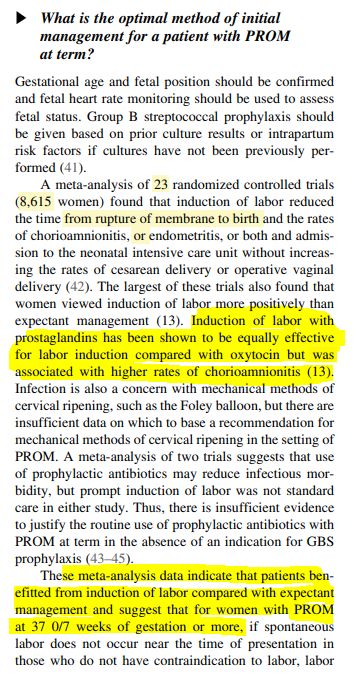 ► What is the optimal method of initial
management for a patient with PROM
at term?
Gestational age and fetal position should be confirmed
and fetal heart rate monitoring should be used to assess
fetal status. Group B streptococcal prophylaxis should
be given based on prior culture results or intrapartum
risk factors if cultures have not been previously per-
formed (41).
A meta-analysis of 23 randomized controlled trials
(8,615 women) found that induction of labor reduced
the time from rupture of membrane to birth and the rates
of chorioamnionitis, or endometritis, or both and admis-
sion to the neonatal intensive care unit without increas-
ing the rates of cesarean delivery or operative vaginal
delivery (42). The largest of these trials also found that
women viewed induction of labor more positively than
expectant management (13). Induction of labor with
prostaglandins has been shown to be equally effective
for labor induction compared with oxytocin but was
associated with higher rates of chorioamnionitis (13).
Infection is also a concern with mechanical methods of
cervical ripening, such as the Foley balloon, but there are
insufficient data on which to base a recommendation for
mechanical methods of cervical ripening in the setting of
PROM. A meta-analysis of two trials suggests that use
of prophylactic antibiotics may reduce infectious mor-
bidity, but prompt induction of labor was not standard
care in either study. Thus, there is insufficient evidence
to justify the routine use of prophylactic antibiotics with
PROM at term in the absence of an indication for GBS
prophylaxis (43–45).
These meta-analysis data indicate that patients ben-
efitted from induction of labor compared with expectant
management and suggest that for women with PROM
at 37 0/7 weeks of gestation or more, if spontaneous
labor does not occur near the time of presentation in
those who do not have contraindication to labor, labor